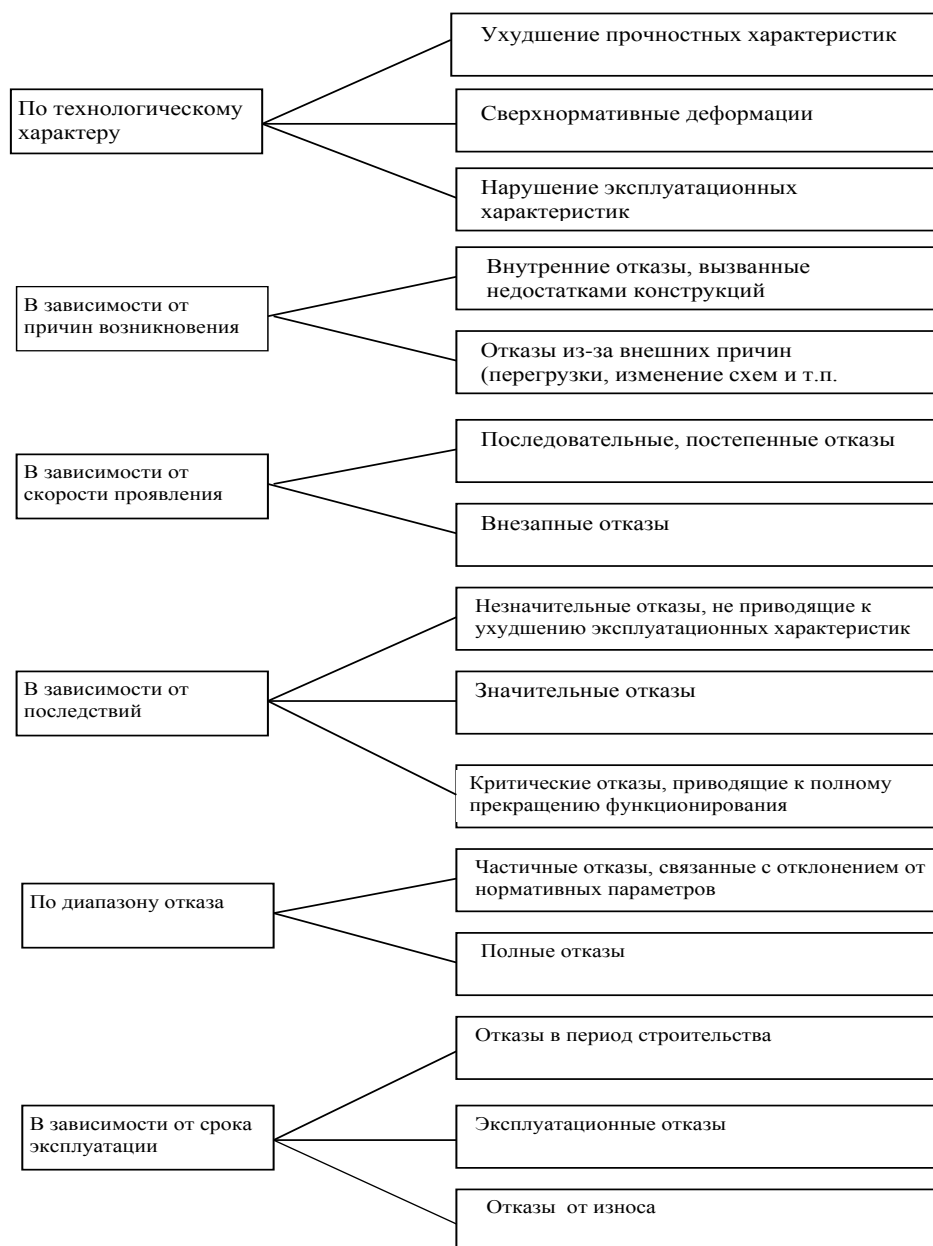 По технологическому
характеру
Ухудшение прочностных характеристик
Сверхнормативные деформации
Нарушение эксплуатационных
характеристик
В зависимости от
причин возникновения
Внутренние отказы, вызванные
недостатками конструкций
Отказы из-за внешних причин
(перегрузки, изменение схем и т.п.
В зависимости от
скорости проявления
Последовательные, постепенные отказы
Внезапные отказы
В зависимости от
последствий
Незначительные отказы, не приводящие к
ухудшению эксплуатационных характеристик
Значительные отказы
Критические отказы, приводящие к полному
прекращению функционирования
По диапазону отказа
Частичные отказы, связанные с отклонением от
нормативных параметров
Полные отказы
В зависимости от срока
эксплуатации
Отказы в период строительства
Эксплуатационные отказы
Отказы от износа